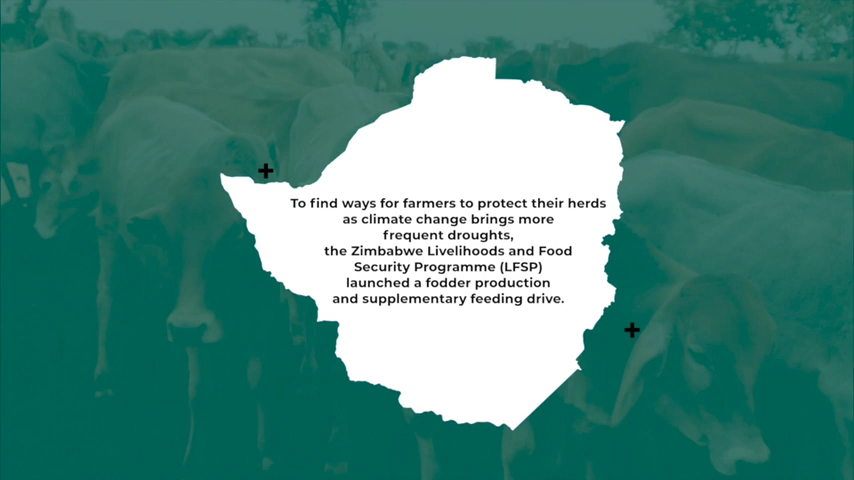 To find ways for farmers to protect their herds
as climate change brings more
frequent droughts,
the Zimbabwe Livelihoods and Food
Security Programme (LFSP)
launched a fodder production
and supplementary feeding drive.